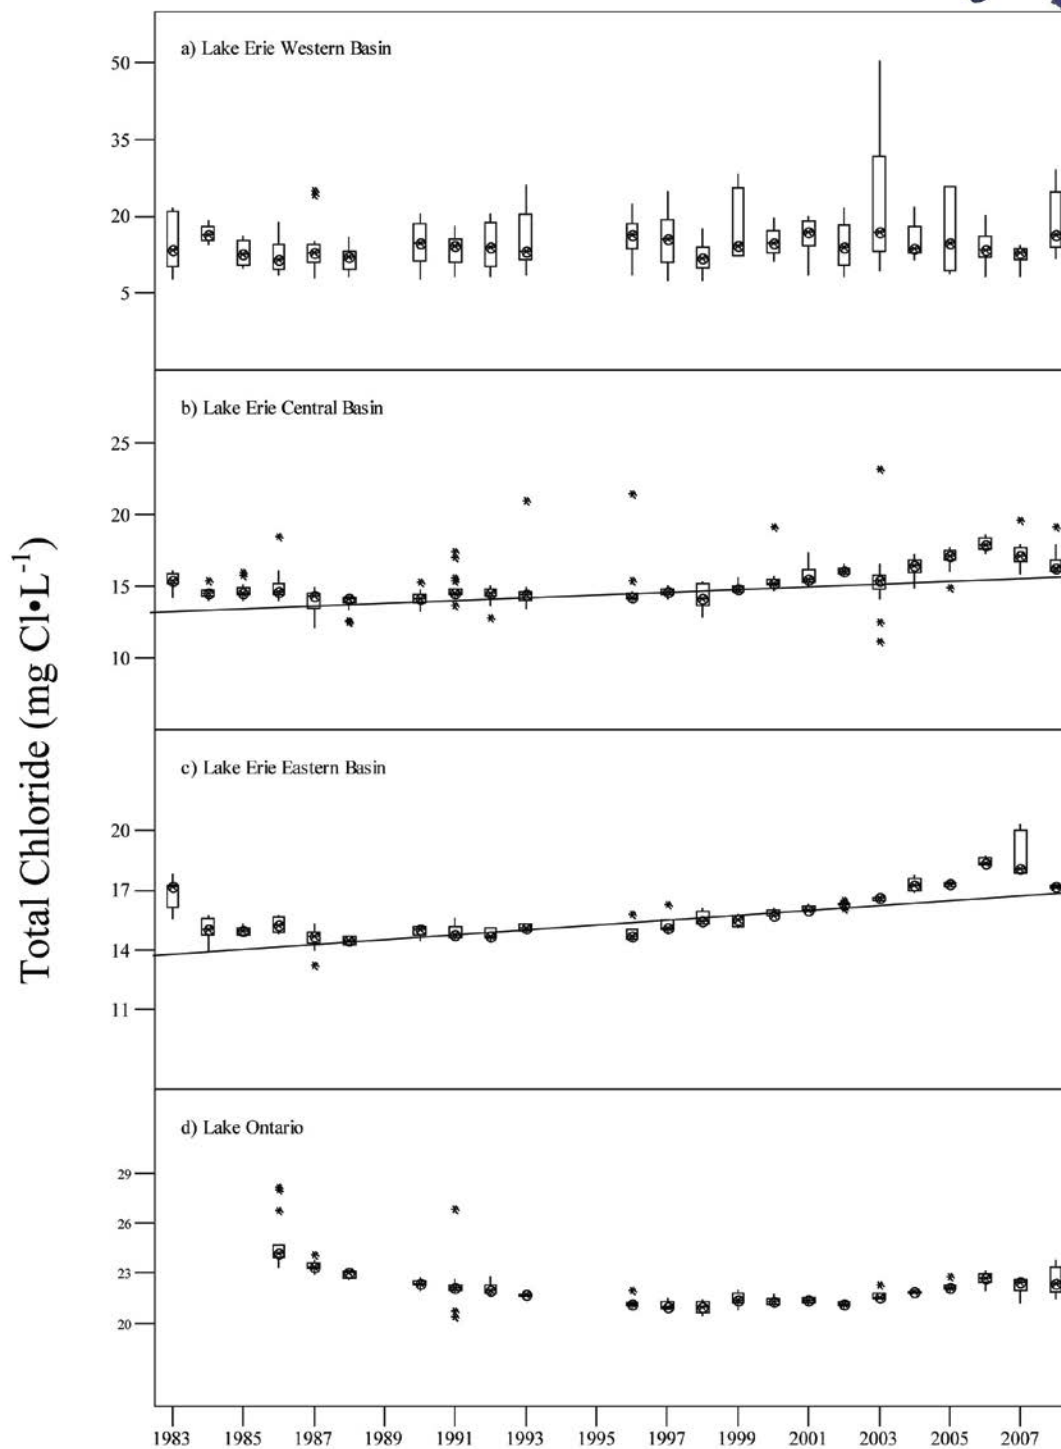 a) Lake Erie Western Basin
50
35
20
5
b) Lake Erie Central Basin
25
20
15
10
c) Lake Erie Eastern Basin
20
17
14
11
d) Lake Ontario
29
26
23
20
1983 1985 1987 1989 1991 1993 1995 1997 1999 2001 2003 2005 2007
Total Chloride (mg Cl•L⁻¹)